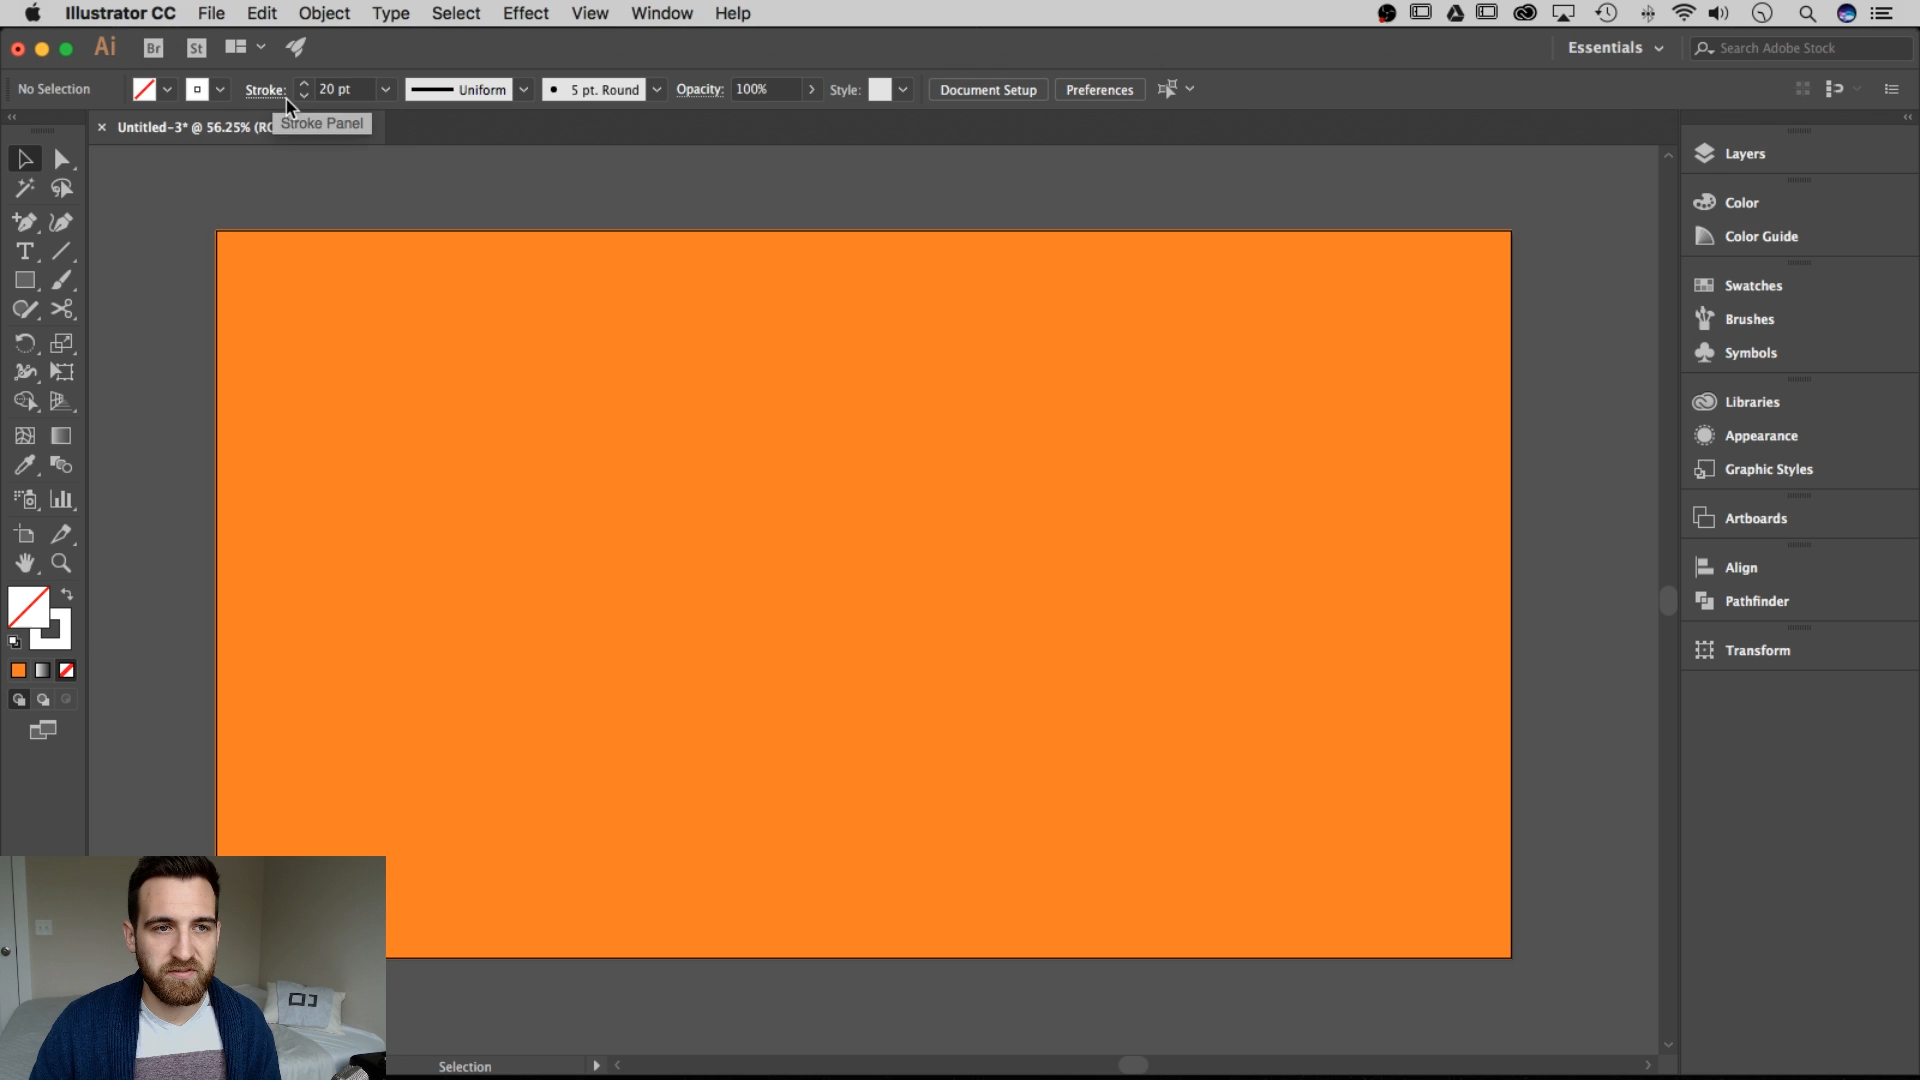 Illustrator CC File Edit Object Type Select Effect View Window Help
Ai Br St Essentials Search Adobe Stock
No Selection Stroke: 20 pt Uniform 5 pt. Round Opacity: 100% Style: Document Setup Preferences
Untitled-3* @ 56.25% (RG
Stroke Panel
Layers
Color
Color Guide
Swatches
Brushes
Symbols
Libraries
Appearance
Graphic Styles
Artboards
Align
Pathfinder
Transform
Selection